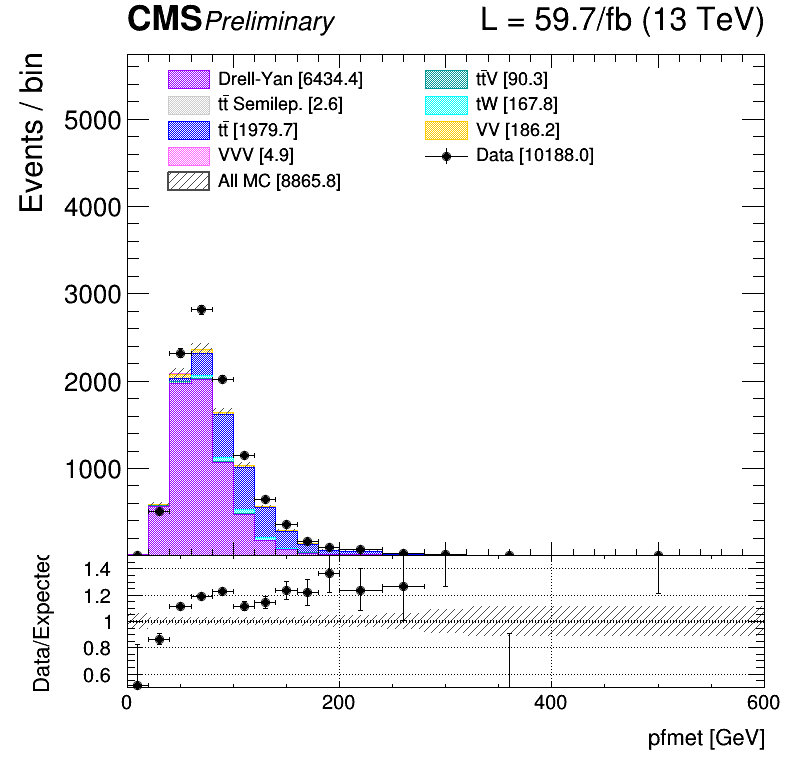 CMS Preliminary L = 59.7/fb (13 TeV)
Events / bin
Drell-Yan [6434.4]
tt̄ Semilep. [2.6]
tt̄ [1979.7]
VVV [4.9]
All MC [8865.8]
tt̄V [90.3]
tW [167.8]
VV [186.2]
Data [10188.0]
5000
4000
3000
2000
1000
Data/Expected
1.4
1.2
1
0.8
0.6
0 200 400 600
pfmet [GeV]